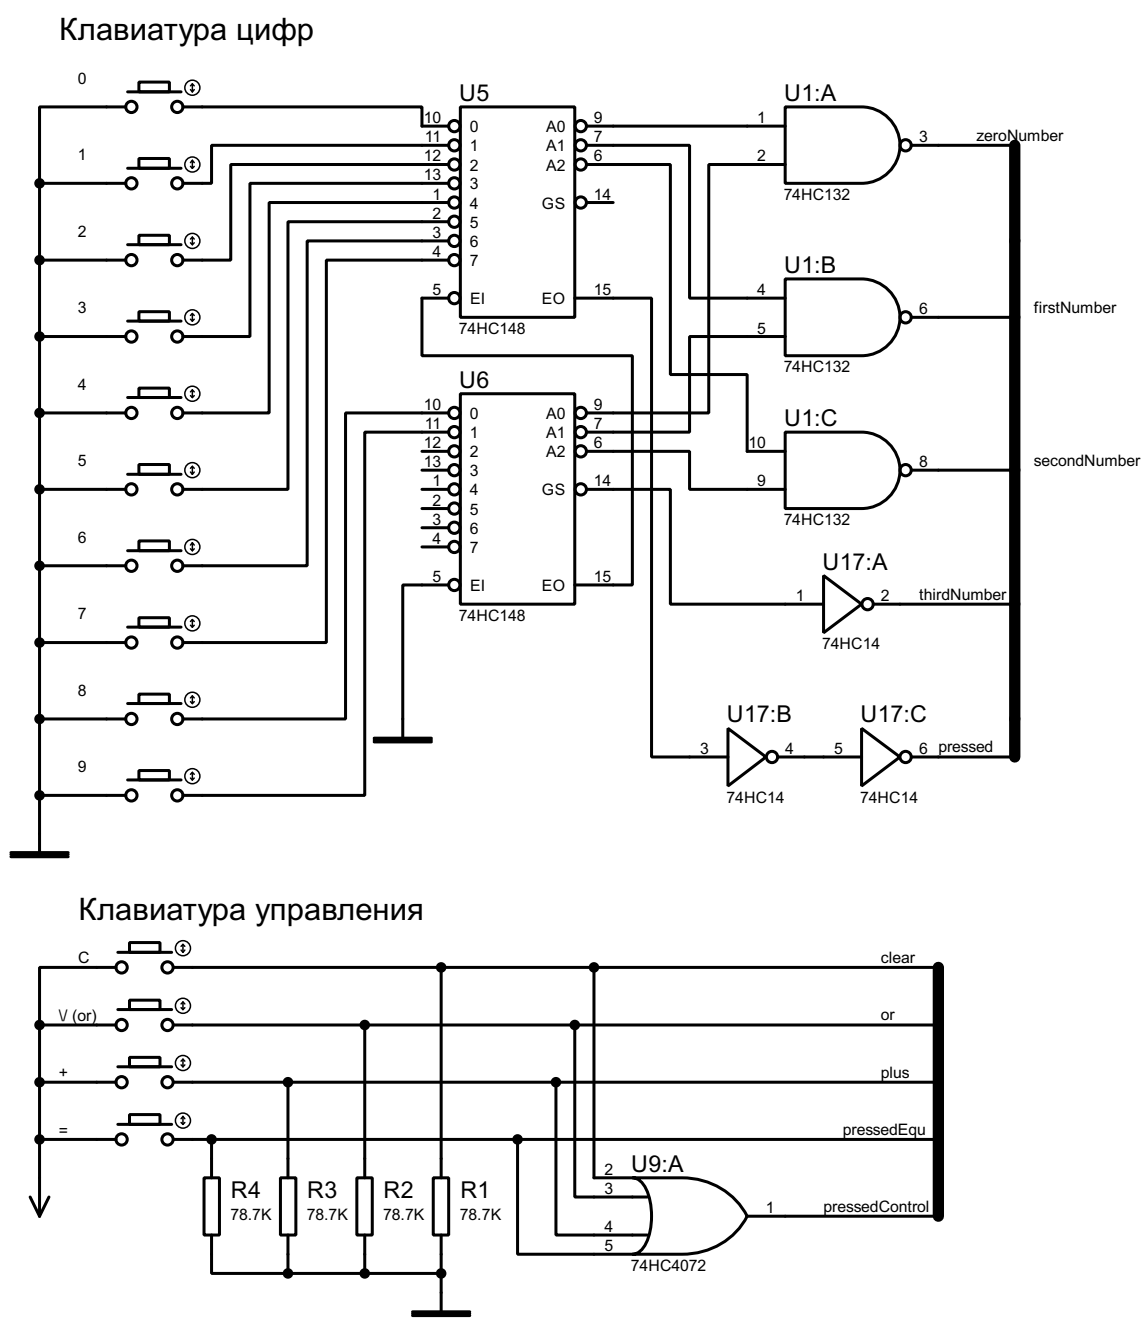 Клавиатура цифр
0
1
2
3
4
5
6
7
8
9
U5
10 0 A0 9
11 1 A1 7
12 2 A2 6
13 3
1 4 GS 14
2 5
3 6
4 7
5 EI EO 15
74HC148
U6
10 0 A0 9
11 1 A1 7
12 2 A2 6
13 3
1 4 GS 14
2 5
3 6
4 7
5 EI EO 15
74HC148
U1:A
1
2
3 zeroNumber
74HC132
U1:B
4
5
6 firstNumber
74HC132
U1:C
10
9
8 secondNumber
74HC132
U17:A
1 2 thirdNumber
74HC14
U17:B
3 4
74HC14
U17:C
5 6 pressed
74HC14
Клавиатура управления
C clear
\/ (or) or
+ plus
= pressedEqu
R4
78.7K
R3
78.7K
R2
78.7K
R1
78.7K
U9:A
2
3
4
5
1 pressedControl
74HC4072